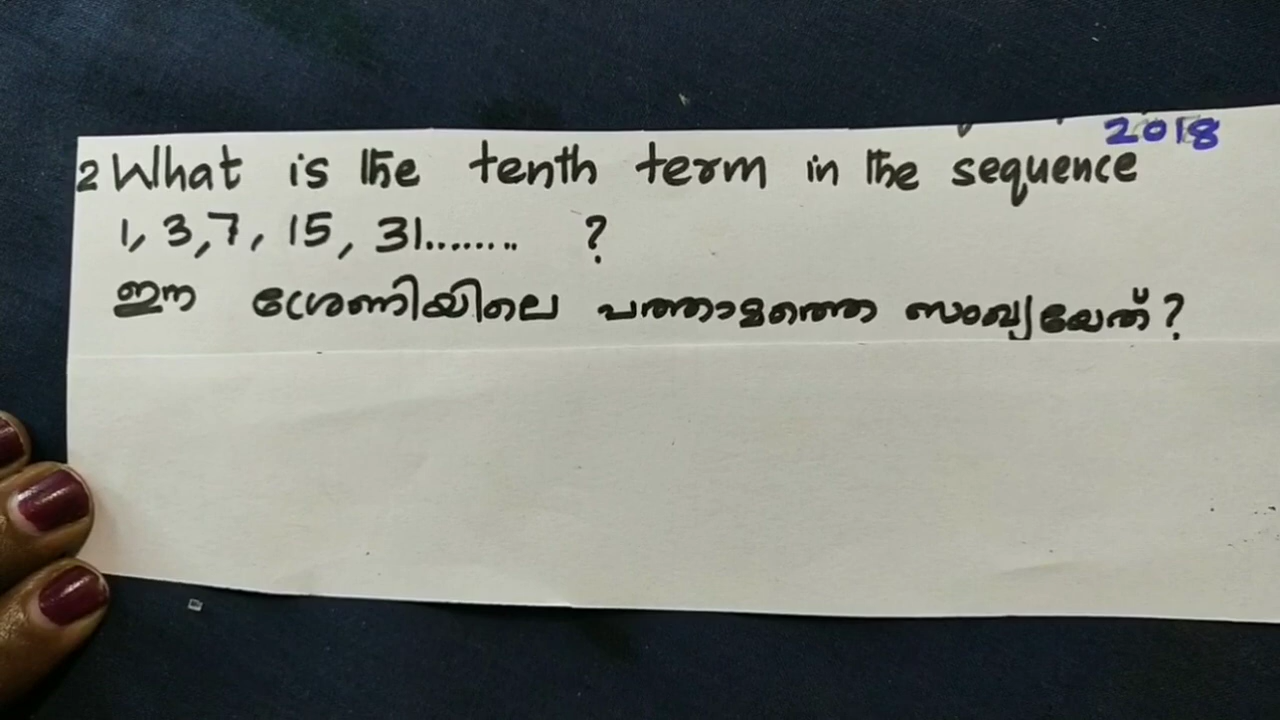 2018
2 What is the tenth term in the sequence
1, 3, 7, 15, 31........ ?
ഈ ശ്രേണിയിലെ പത്താമത്തെ സംഖ്യയേത്?